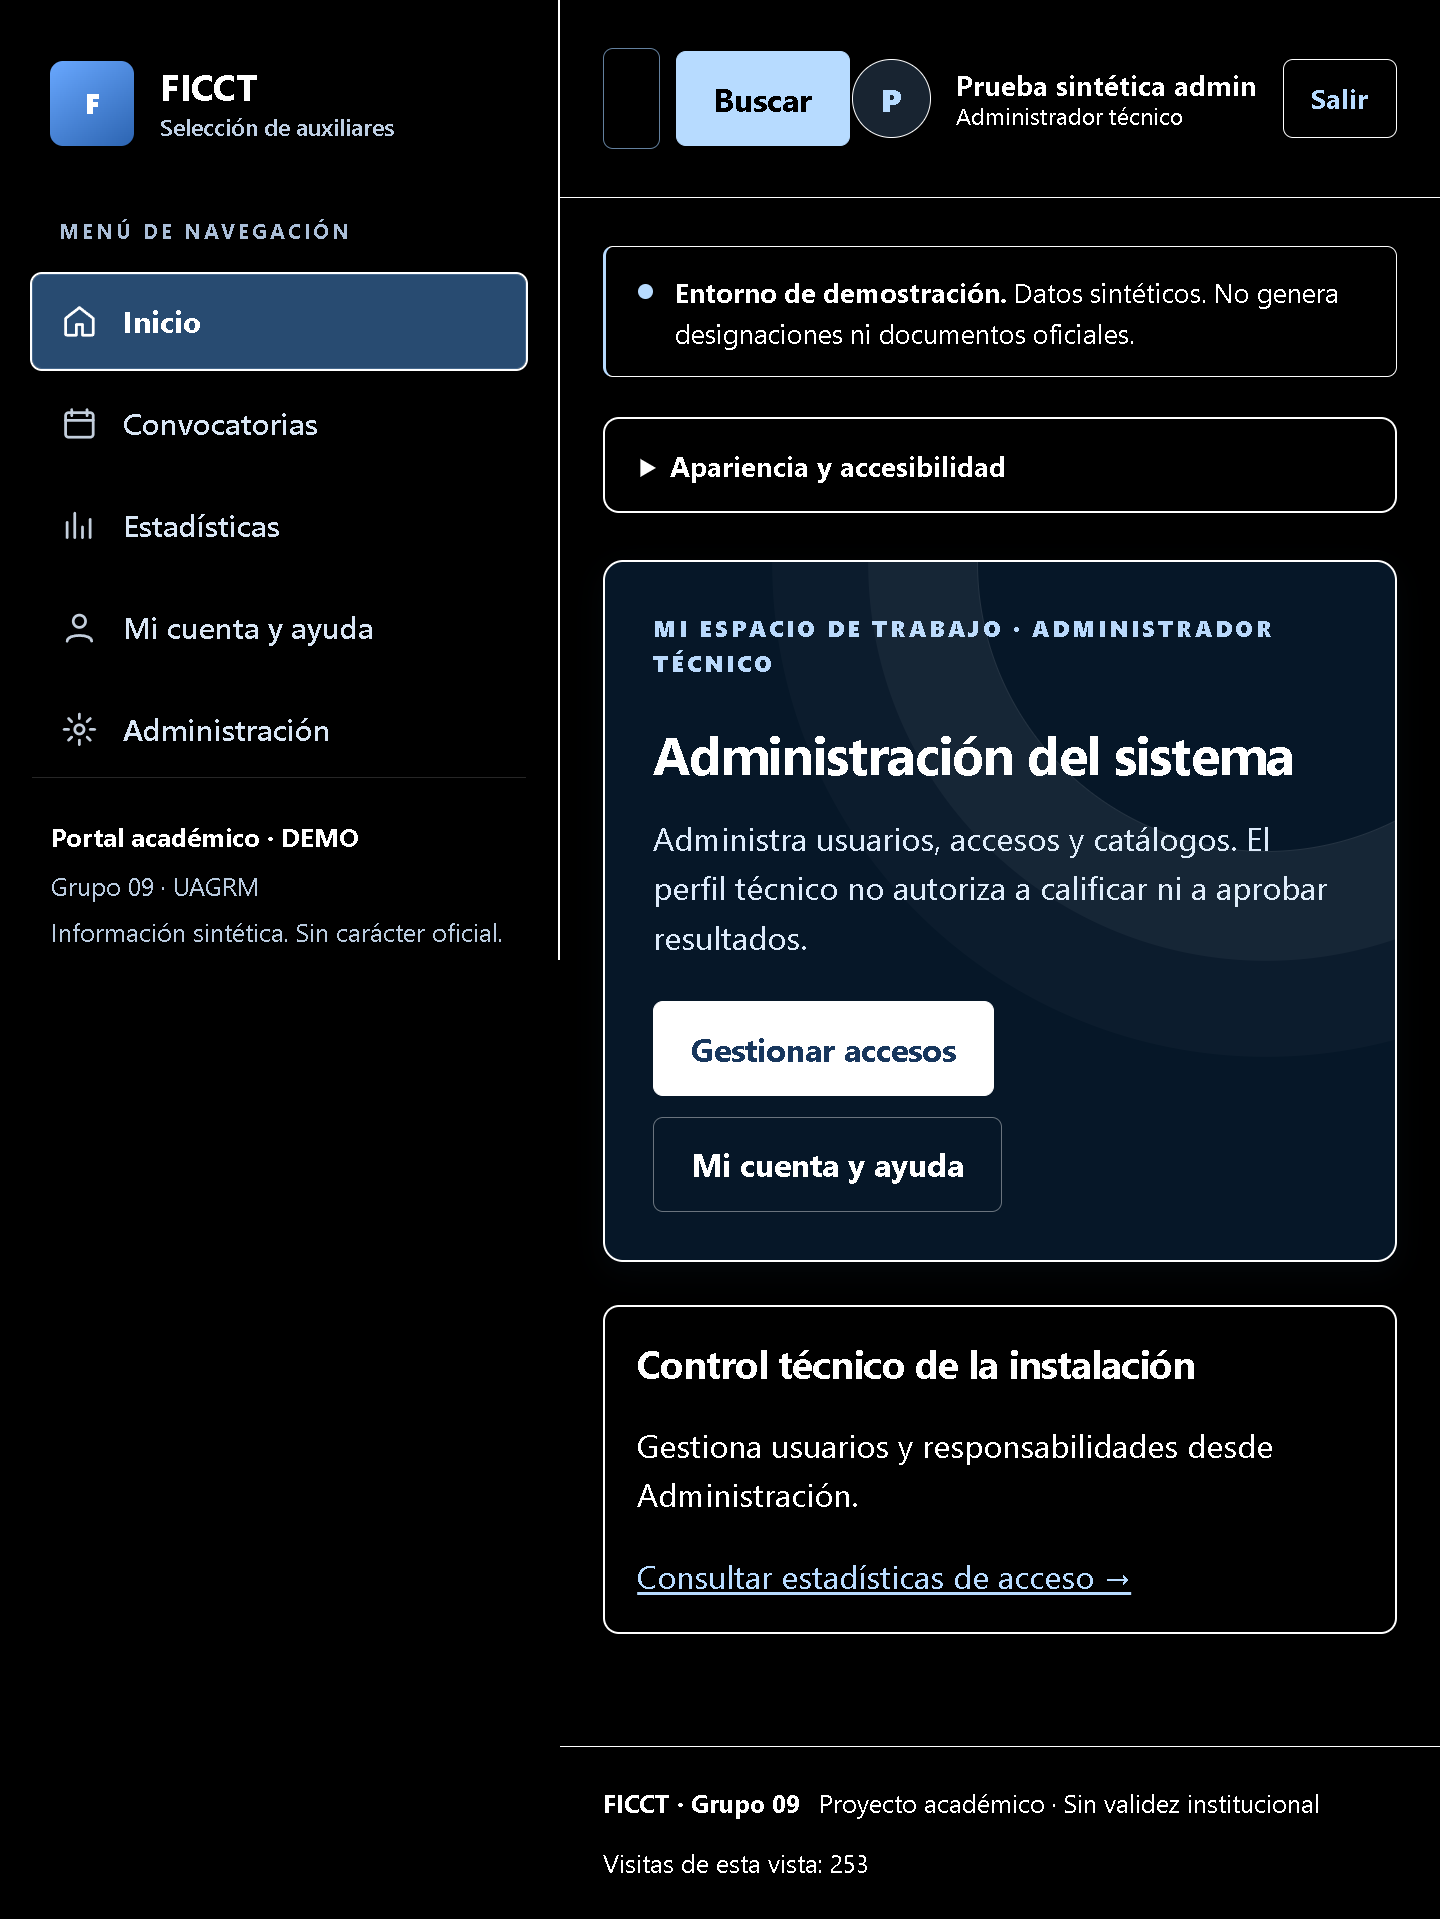 F
FICCT
Selección de auxiliares
MENÚ DE NAVEGACIÓN
Inicio
Convocatorias
Estadísticas
Mi cuenta y ayuda
Administración
Portal académico · DEMO
Grupo 09 · UAGRM
Información sintética. Sin carácter oficial.
Buscar
P
Prueba sintética admin
Administrador técnico
Salir
Entorno de demostración. Datos sintéticos. No genera
designaciones ni documentos oficiales.
▶ Apariencia y accesibilidad
MI ESPACIO DE TRABAJO · ADMINISTRADOR
TÉCNICO
Administración del sistema
Administra usuarios, accesos y catálogos. El
perfil técnico no autoriza a calificar ni a aprobar
resultados.
Gestionar accesos
Mi cuenta y ayuda
Control técnico de la instalación
Gestiona usuarios y responsabilidades desde
Administración.
Consultar estadísticas de acceso →
FICCT · Grupo 09 Proyecto académico · Sin validez institucional
Visitas de esta vista: 253